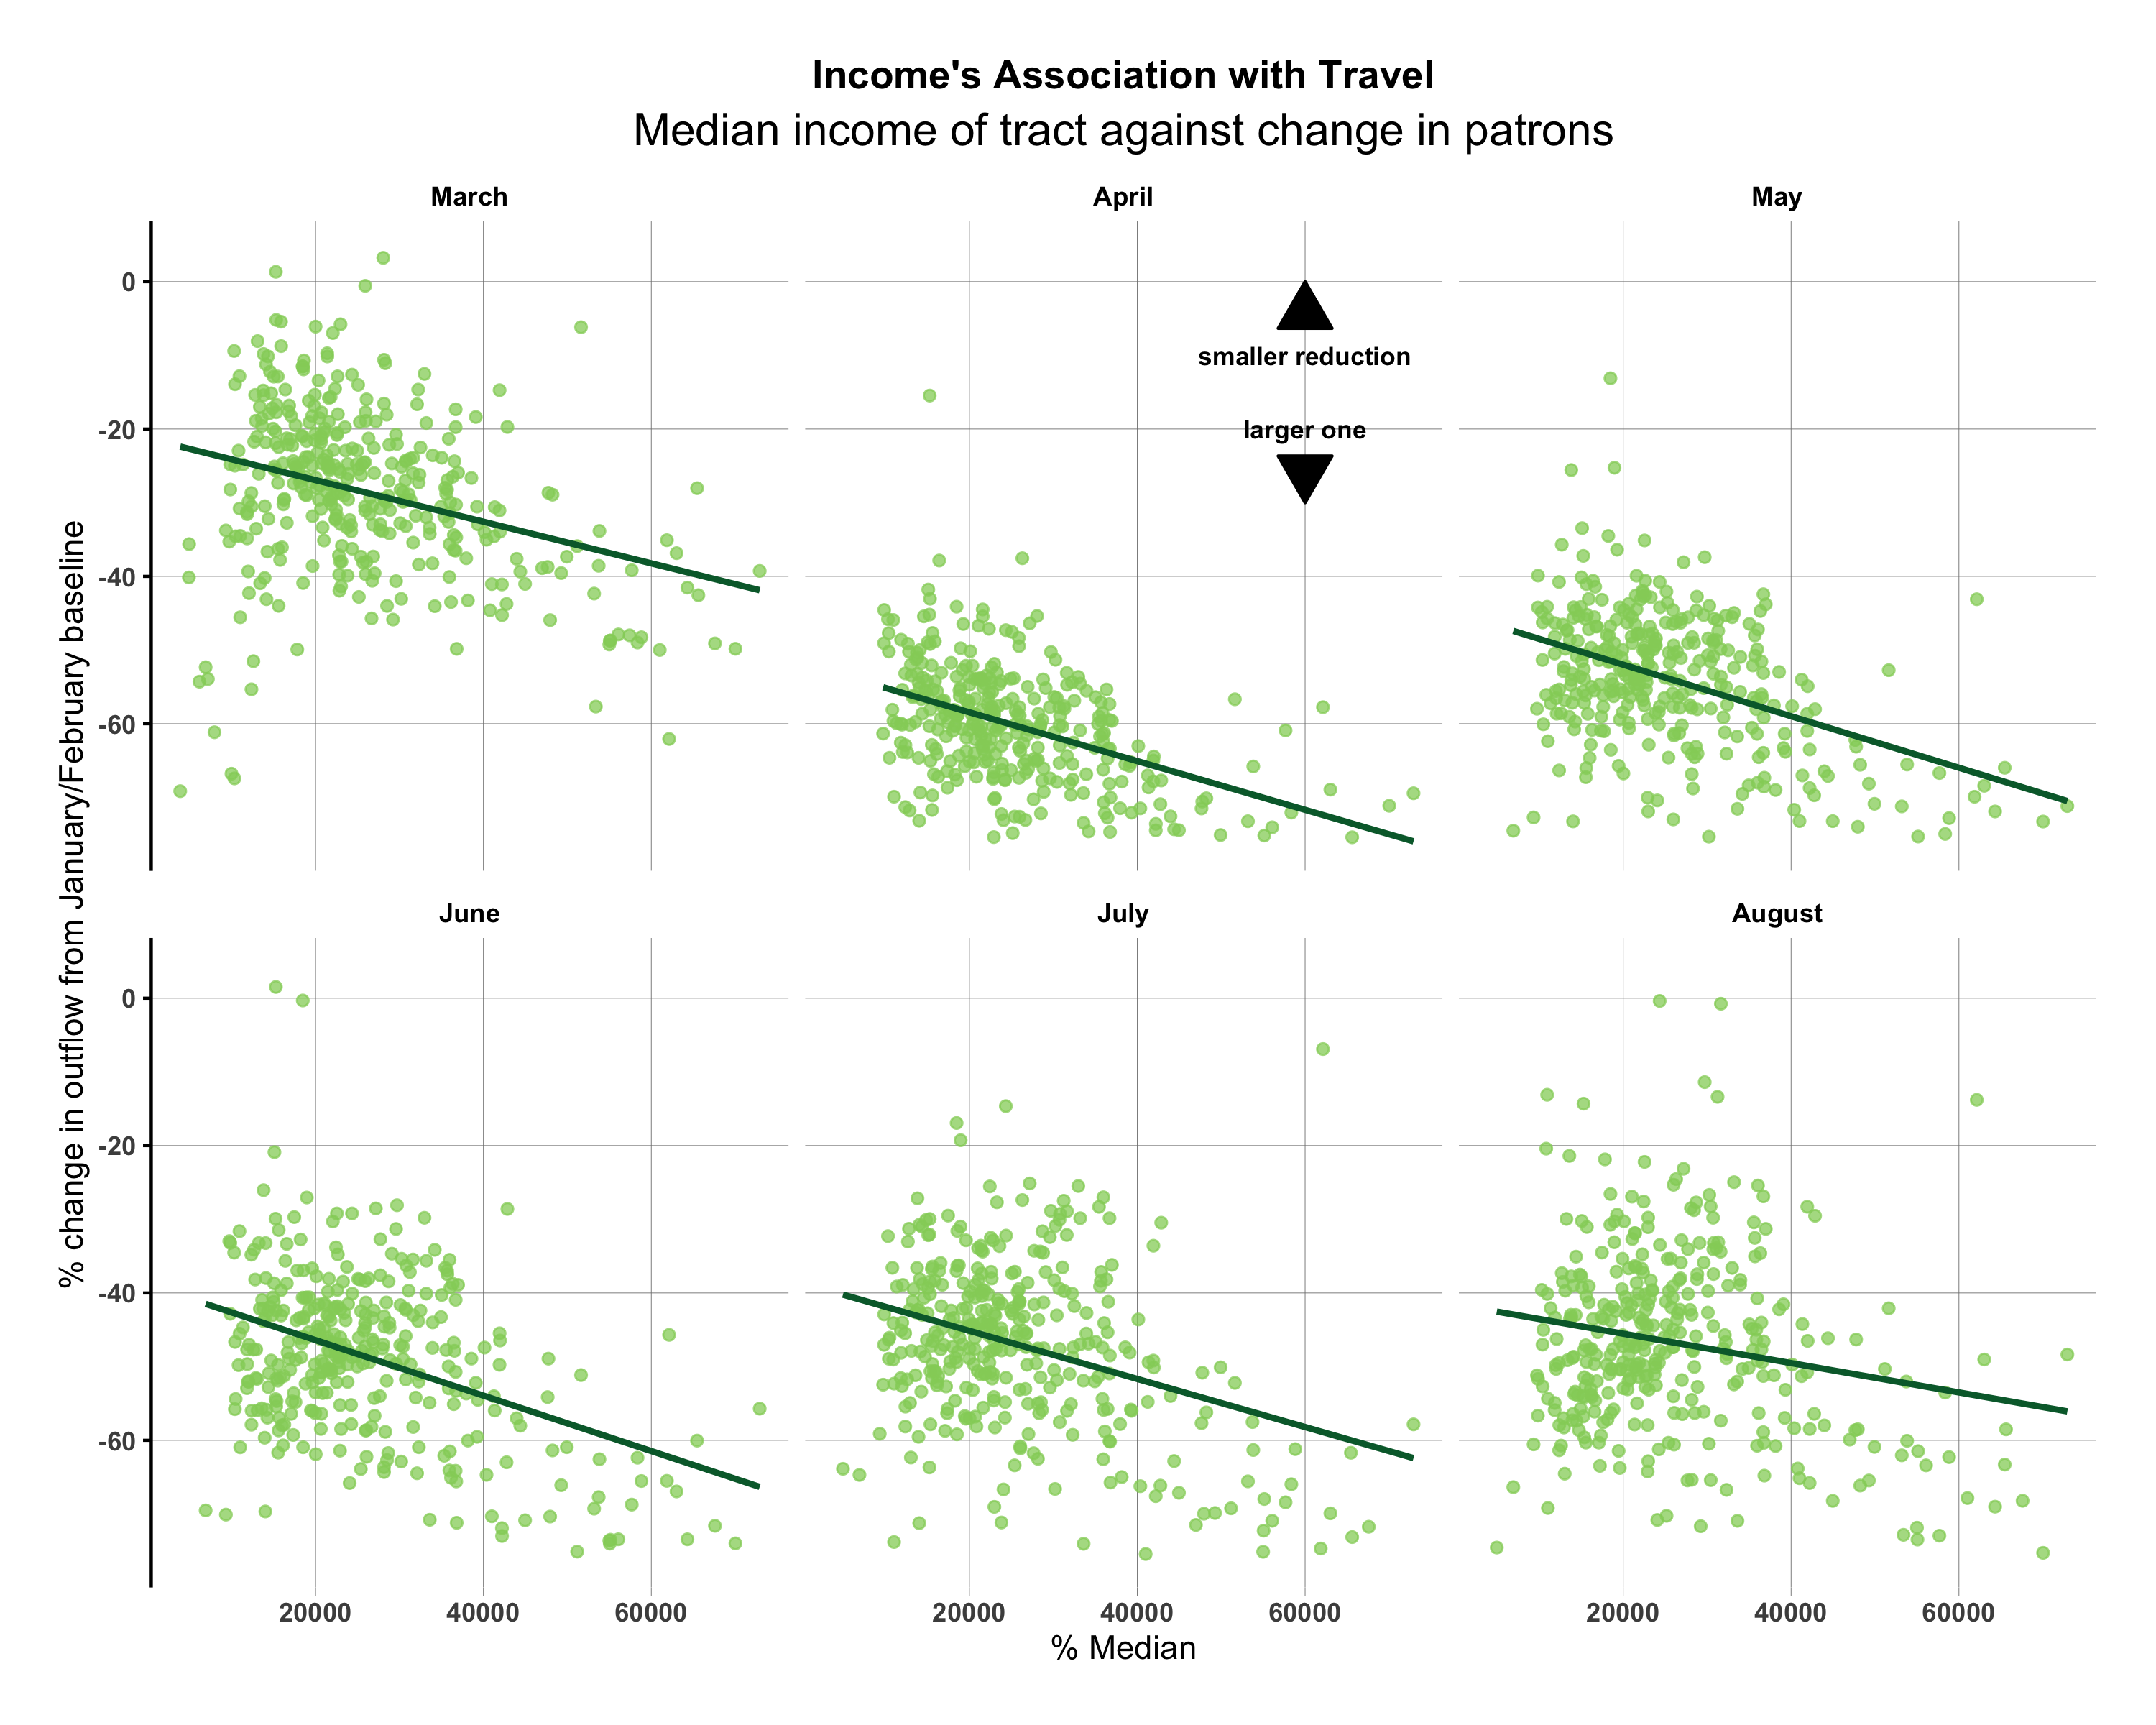 Income's Association with Travel
Median income of tract against change in patrons
March
April
May
0
-20
-40
-60
smaller reduction
larger one
% change in outflow from January/February baseline
June
July
August
0
-20
-40
-60
20000 40000 60000
20000 40000 60000
20000 40000 60000
% Median